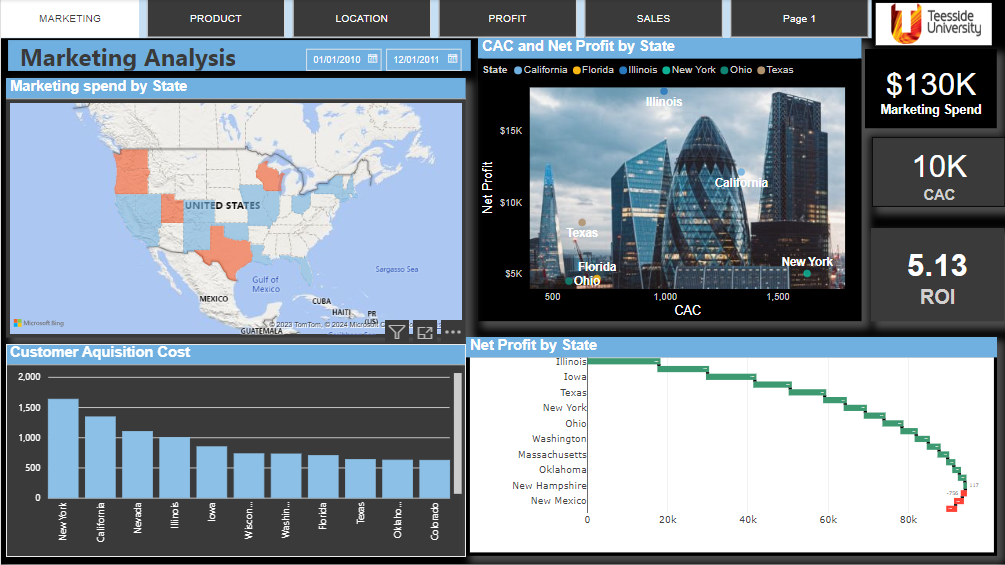 MARKETING
PRODUCT
LOCATION
PROFIT
SALES
Page 1
Teesside
University
Marketing Analysis
01/01/2010
12/01/2011
Marketing spend by State
UNITED STATES
Gulf of
Mexico
Sargasso Sea
MEXICO
CUBA
HAITI
PR
(US)
GUATEMALA
Microsoft Bing
© 2023 TomTom, © 2024 Microsoft
CAC and Net Profit by State
State California Florida Illinois New York Ohio Texas
Net Profit
$15K
$10K
$5K
Illinois
California
Texas
New York
Florida
Ohio
500
1,000
1,500
CAC
$130K
Marketing Spend
10K
CAC
5.13
ROI
Customer Aquisition Cost
2,000
1,500
1,000
500
0
New York
California
Nevada
Illinois
Iowa
Wiscon...
Washin...
Florida
Texas
Oklaho...
Colorado
Net Profit by State
Illinois
Iowa
Texas
New York
Ohio
Washington
Massachusetts
Oklahoma
New Hampshire
New Mexico
117
0
20k
40k
60k
80k